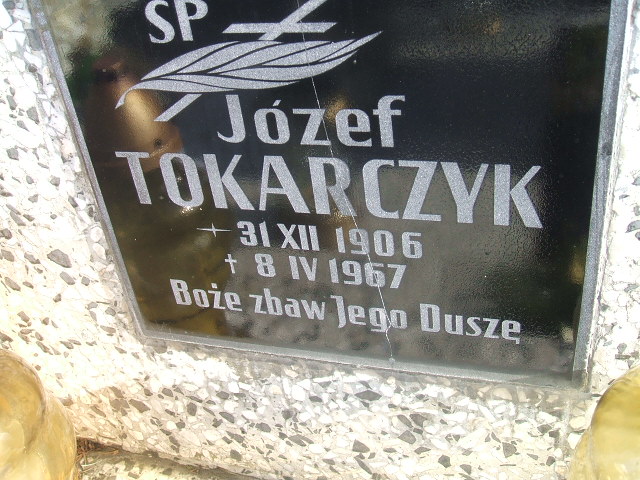 SP
Józef
TOKARCZYK
31 XII 1906
† 8 IV 1967
Boże zbaw Jego Duszę